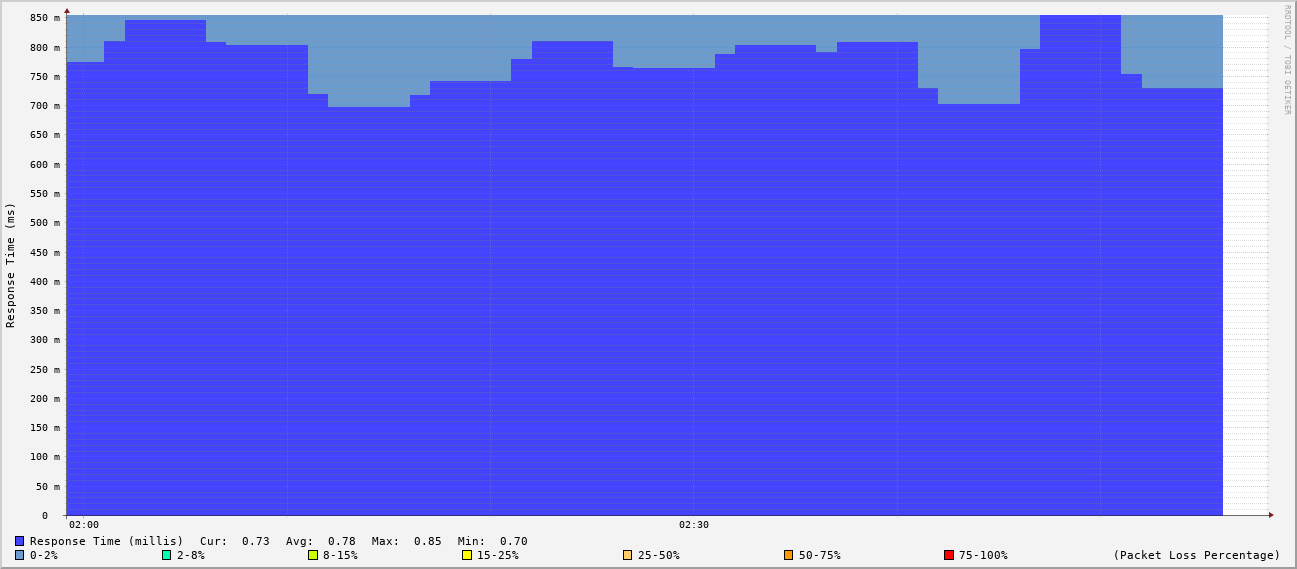 RRDTOOL / TOBI OETIKER
Response Time (ms)
850 m
800 m
750 m
700 m
650 m
600 m
550 m
500 m
450 m
400 m
350 m
300 m
250 m
200 m
150 m
100 m
50 m
0
02:00 02:30
Response Time (millis) Cur: 0.73 Avg: 0.78 Max: 0.85 Min: 0.70
0-2% 2-8% 8-15% 15-25% 25-50% 50-75% 75-100% (Packet Loss Percentage)